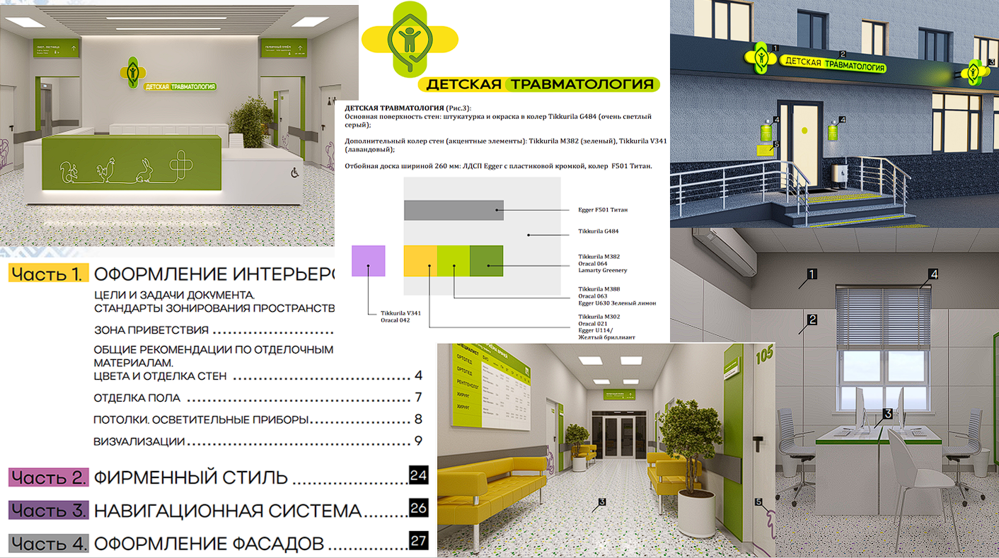 ДЕТСКАЯ ТРАВМАТОЛОГИЯ
ДЕТСКАЯ ТРАВМАТОЛОГИЯ
ДЕТСКАЯ ТРАВМАТОЛОГИЯ (Рис.3):
Основная поверхность стен: штукатурка и окраска в колер Tikkurila G484 (очень светлый
серый);
Дополнительный колер стен (акцентные элементы): Tikkurila M382 (зеленый), Tikkurila V341
(лавандовый);
Отбойная доска шириной 260 мм: ЛДСП Egger с пластиковой кромкой, колер F501 Титан.
Egger F501 Титан
Tikkurila G484
Tikkurila M382
Oracal 064
Lamarty Greenery
Tikkurila M388
Oracal 063
Egger U630 Зеленый лимон
Tikkurila M302
Oracal 021
Egger U114/
Желтый бриллиант
Tikkurila V341
Oracal 042
1
2
3
ДЕТСКАЯ ТРАВМАТОЛОГИЯ
4
4
5
1
4
2
3
Часть 1. ОФОРМЛЕНИЕ ИНТЕРЬЕРО
ЦЕЛИ И ЗАДАЧИ ДОКУМЕНТА.
СТАНДАРТЫ ЗОНИРОВАНИЯ ПРОСТРАНСТВ
ЗОНА ПРИВЕТСТВИЯ ......................
ОБЩИЕ РЕКОМЕНДАЦИИ ПО ОТДЕЛОЧНЫМ
МАТЕРИАЛАМ.
ЦВЕТА И ОТДЕЛКА СТЕН ................................ 4
ОТДЕЛКА ПОЛА ........................................ 7
ПОТОЛКИ. ОСВЕТИТЕЛЬНЫЕ ПРИБОРЫ.................. 8
ВИЗУАЛИЗАЦИИ........................................ 9
Часть 2. ФИРМЕННЫЙ СТИЛЬ .....................24
Часть 3. НАВИГАЦИОННАЯ СИСТЕМА.........26
Часть 4. ОФОРМЛЕНИЕ ФАСАДОВ ..............27
СПЕЦИАЛИСТ
ОРТОПЕД
ОРТОПЕД
РЕНТГЕНОЛОГ
ХИРУРГ
ХИРУРГ
105
3
5